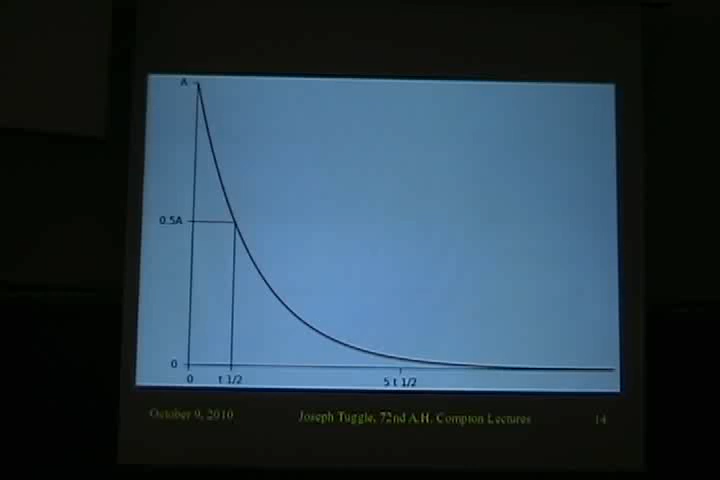 A
0.5A
0
0
t 1/2
5 t 1/2
October 9, 2010
Joseph Tuggle, 72nd A.H. Compton Lectures
14